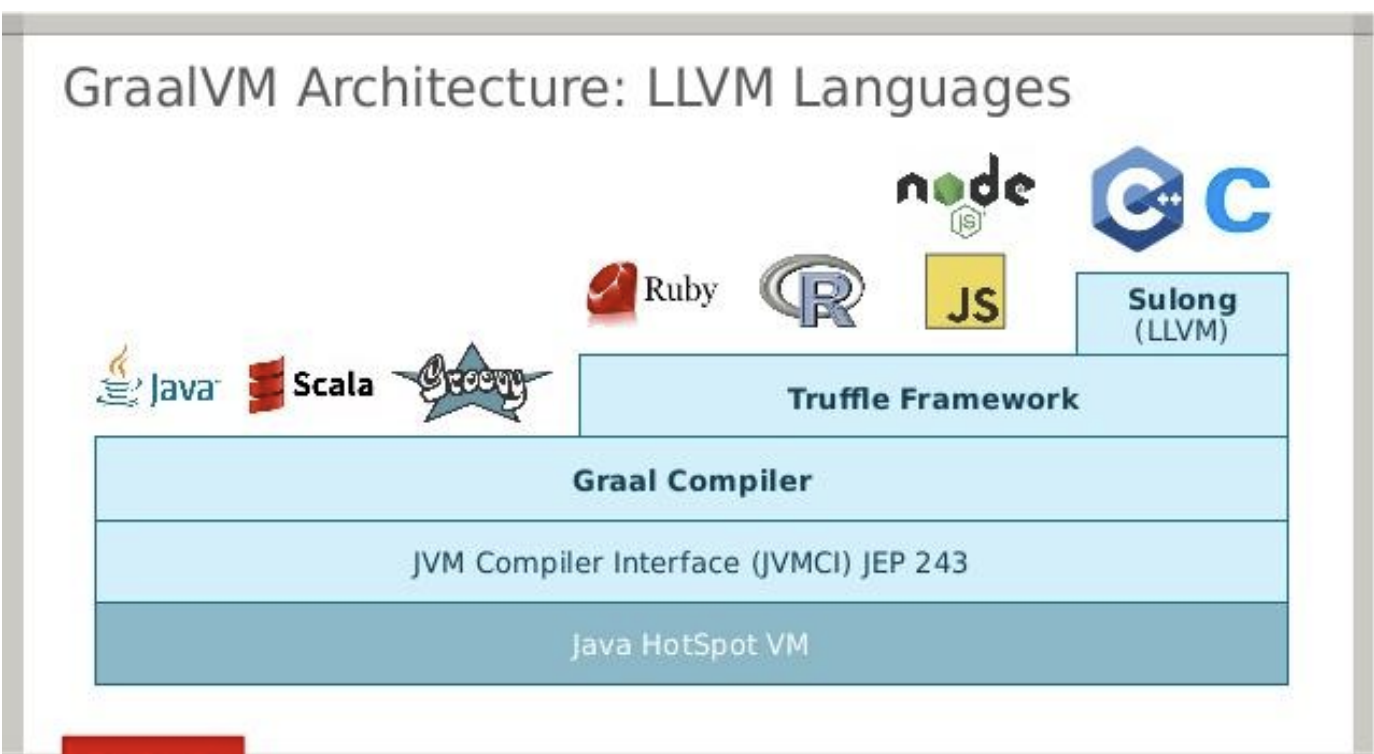 GraalVM Architecture: LLVM Languages
node
JS
C++
C
Ruby
R
JS
Sulong
(LLVM)
Java
Scala
Groovy
Truffle Framework
Graal Compiler
JVM Compiler Interface (JVMCI) JEP 243
Java HotSpot VM